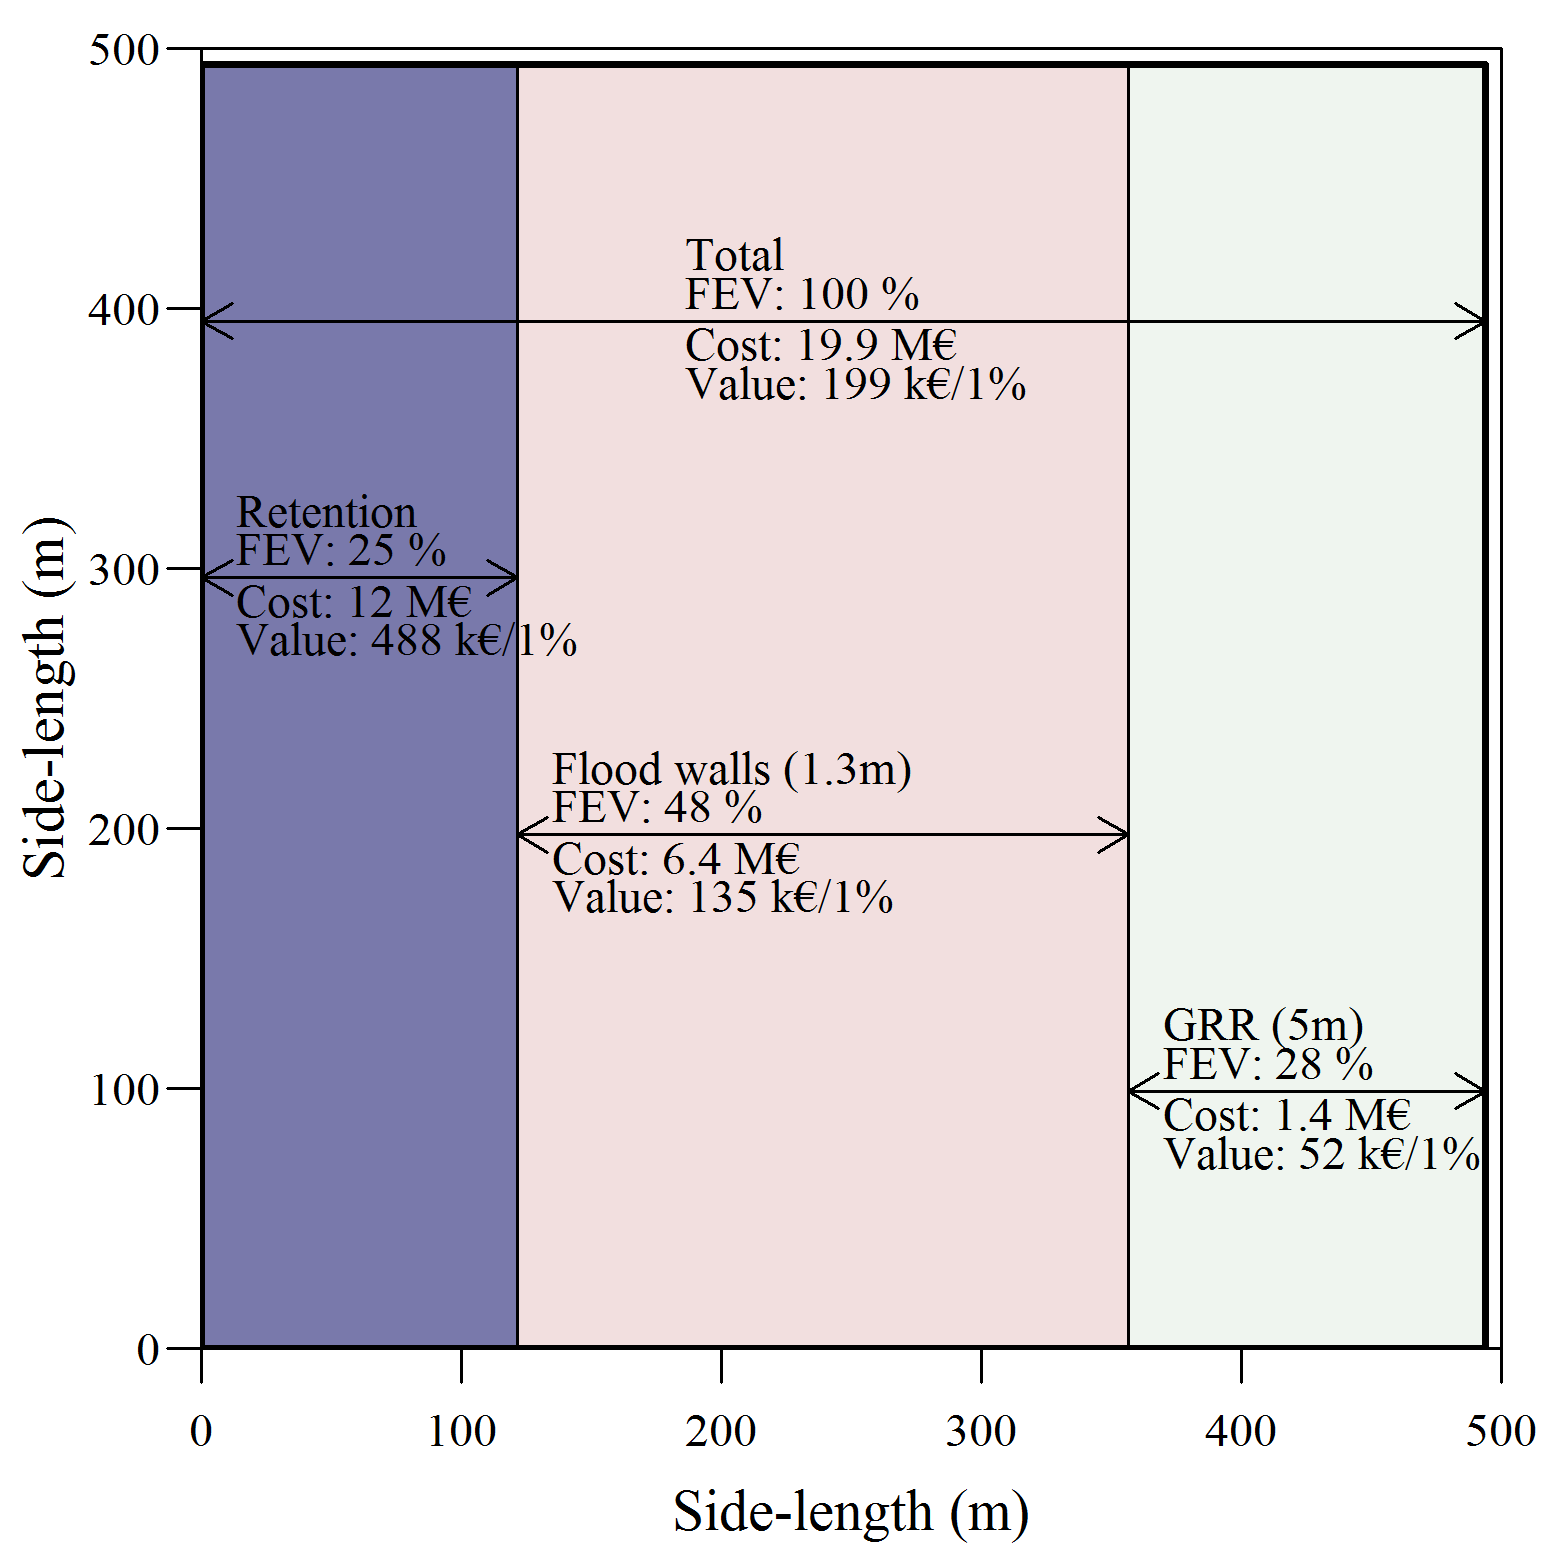 500
400
300
200
100
0
Side-length (m)
Total
FEV: 100 %
Cost: 19.9 M€
Value: 199 k€/1%
Retention
FEV: 25 %
Cost: 12 M€
Value: 488 k€/1%
Flood walls (1.3m)
FEV: 48 %
Cost: 6.4 M€
Value: 135 k€/1%
GRR (5m)
FEV: 28 %
Cost: 1.4 M€
Value: 52 k€/1%
0 100 200 300 400 500
Side-length (m)